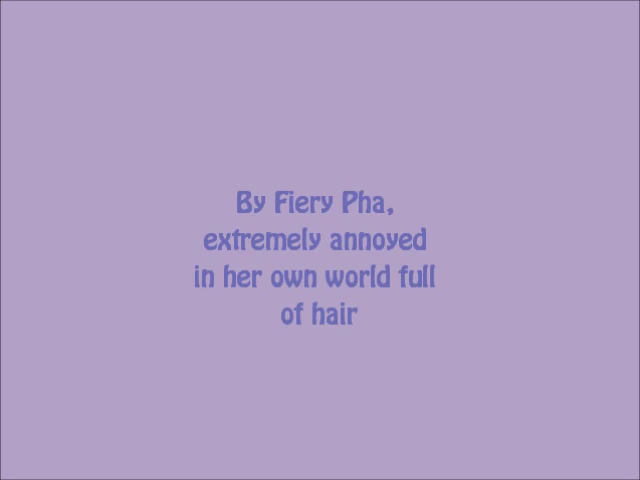 By Fiery Pha,
extremely annoyed
in her own world full
of hair